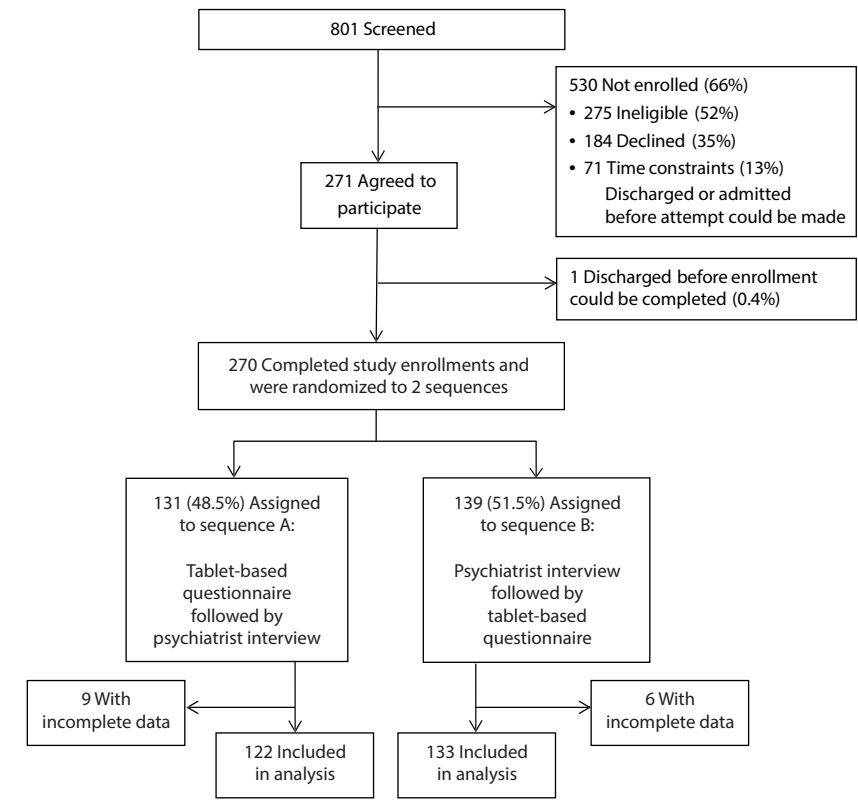 801 Screened
530 Not enrolled (66%)
• 275 Ineligible (52%)
• 184 Declined (35%)
• 71 Time constraints (13%)
Discharged or admitted
before attempt could be made
271 Agreed to
participate
1 Discharged before enrollment
could be completed (0.4%)
270 Completed study enrollments and
were randomized to 2 sequences
131 (48.5%) Assigned
to sequence A:
Tablet-based
questionnaire
followed by
psychiatrist interview
139 (51.5%) Assigned
to sequence B:
Psychiatrist interview
followed by
tablet-based
questionnaire
9 With
incomplete data
122 Included
in analysis
133 Included
in analysis
6 With
incomplete data